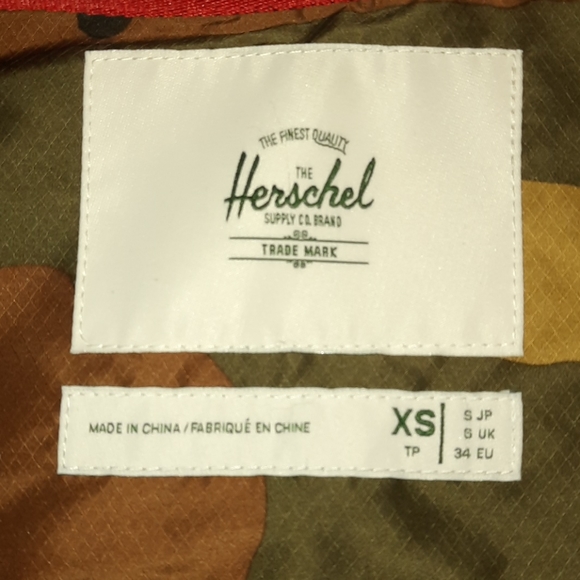 THE FINEST QUALITY
THE
Herschel
SUPPLY CO. BRAND
TRADE MARK
MADE IN CHINA / FABRIQUÉ EN CHINE
XS
TP
S JP
S UK
34 EU